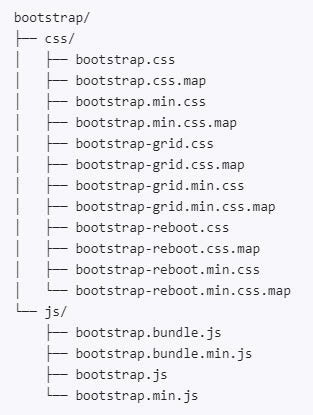 bootstrap/
├── css/
│   ├── bootstrap.css
│   ├── bootstrap.css.map
│   ├── bootstrap.min.css
│   ├── bootstrap.min.css.map
│   ├── bootstrap-grid.css
│   ├── bootstrap-grid.css.map
│   ├── bootstrap-grid.min.css
│   ├── bootstrap-grid.min.css.map
│   ├── bootstrap-reboot.css
│   ├── bootstrap-reboot.css.map
│   ├── bootstrap-reboot.min.css
│   └── bootstrap-reboot.min.css.map
└── js/
    ├── bootstrap.bundle.js
    ├── bootstrap.bundle.min.js
    ├── bootstrap.js
    └── bootstrap.min.js